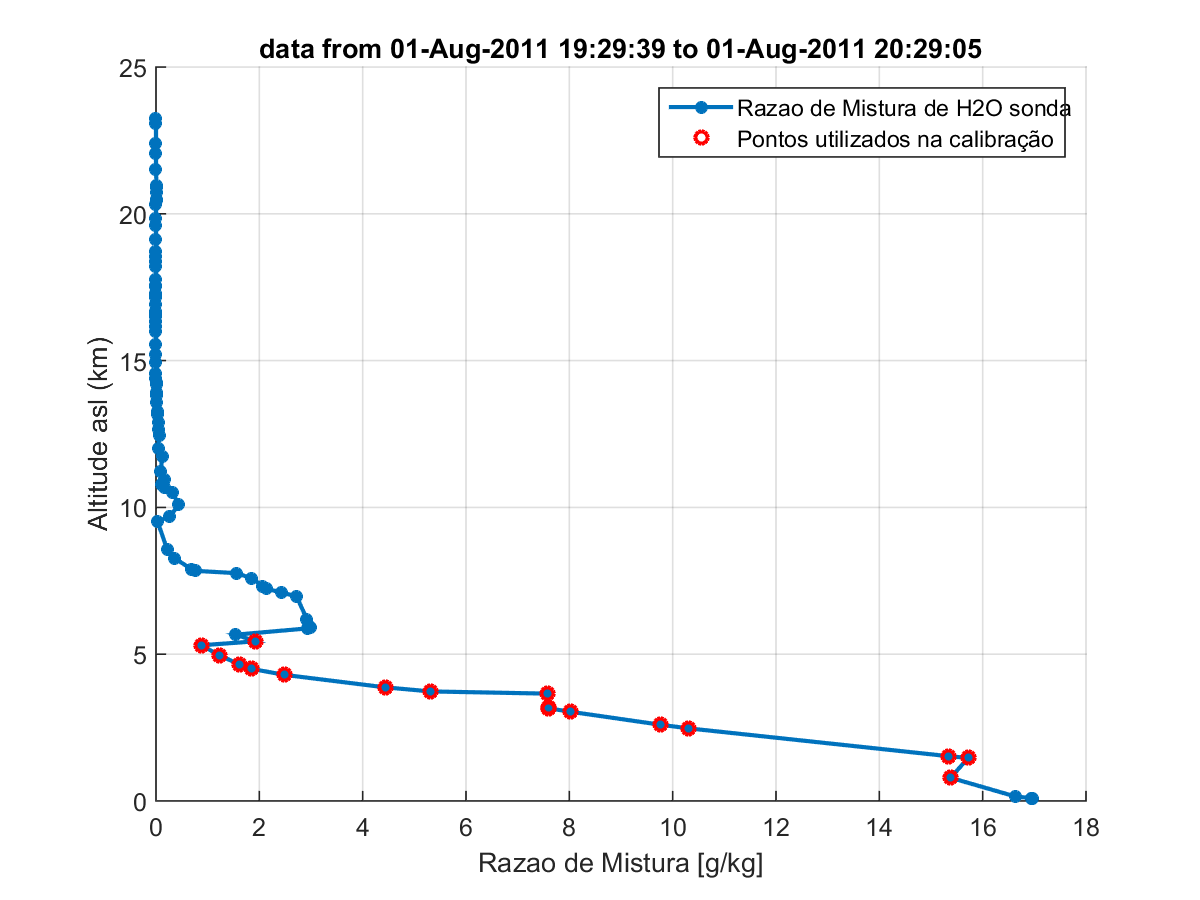 data from 01-Aug-2011 19:29:39 to 01-Aug-2011 20:29:05
Razao de Mistura de H2O sonda
Pontos utilizados na calibração
25
20
15
10
5
0
Altitude asl (km)
0 2 4 6 8 10 12 14 16 18
Razao de Mistura [g/kg]